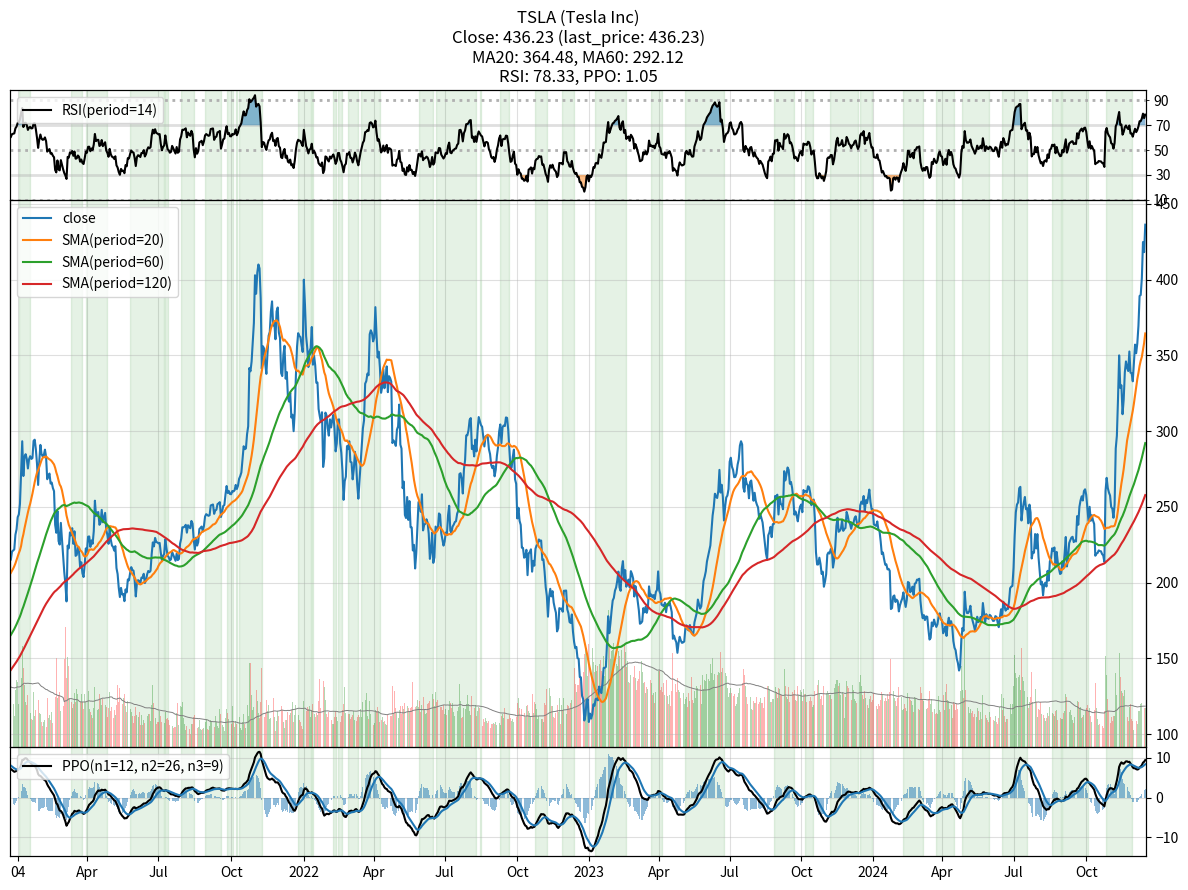 TSLA (Tesla Inc)
Close: 436.23 (last_price: 436.23)
MA20: 364.48, MA60: 292.12
RSI: 78.33, PPO: 1.05
RSI(period=14)
90
70
50
30
10
close
SMA(period=20)
SMA(period=60)
SMA(period=120)
450
400
350
300
250
200
150
100
PPO(n1=12, n2=26, n3=9)
10
0
−10
04 Apr Jul Oct 2022 Apr Jul Oct 2023 Apr Jul Oct 2024 Apr Jul Oct